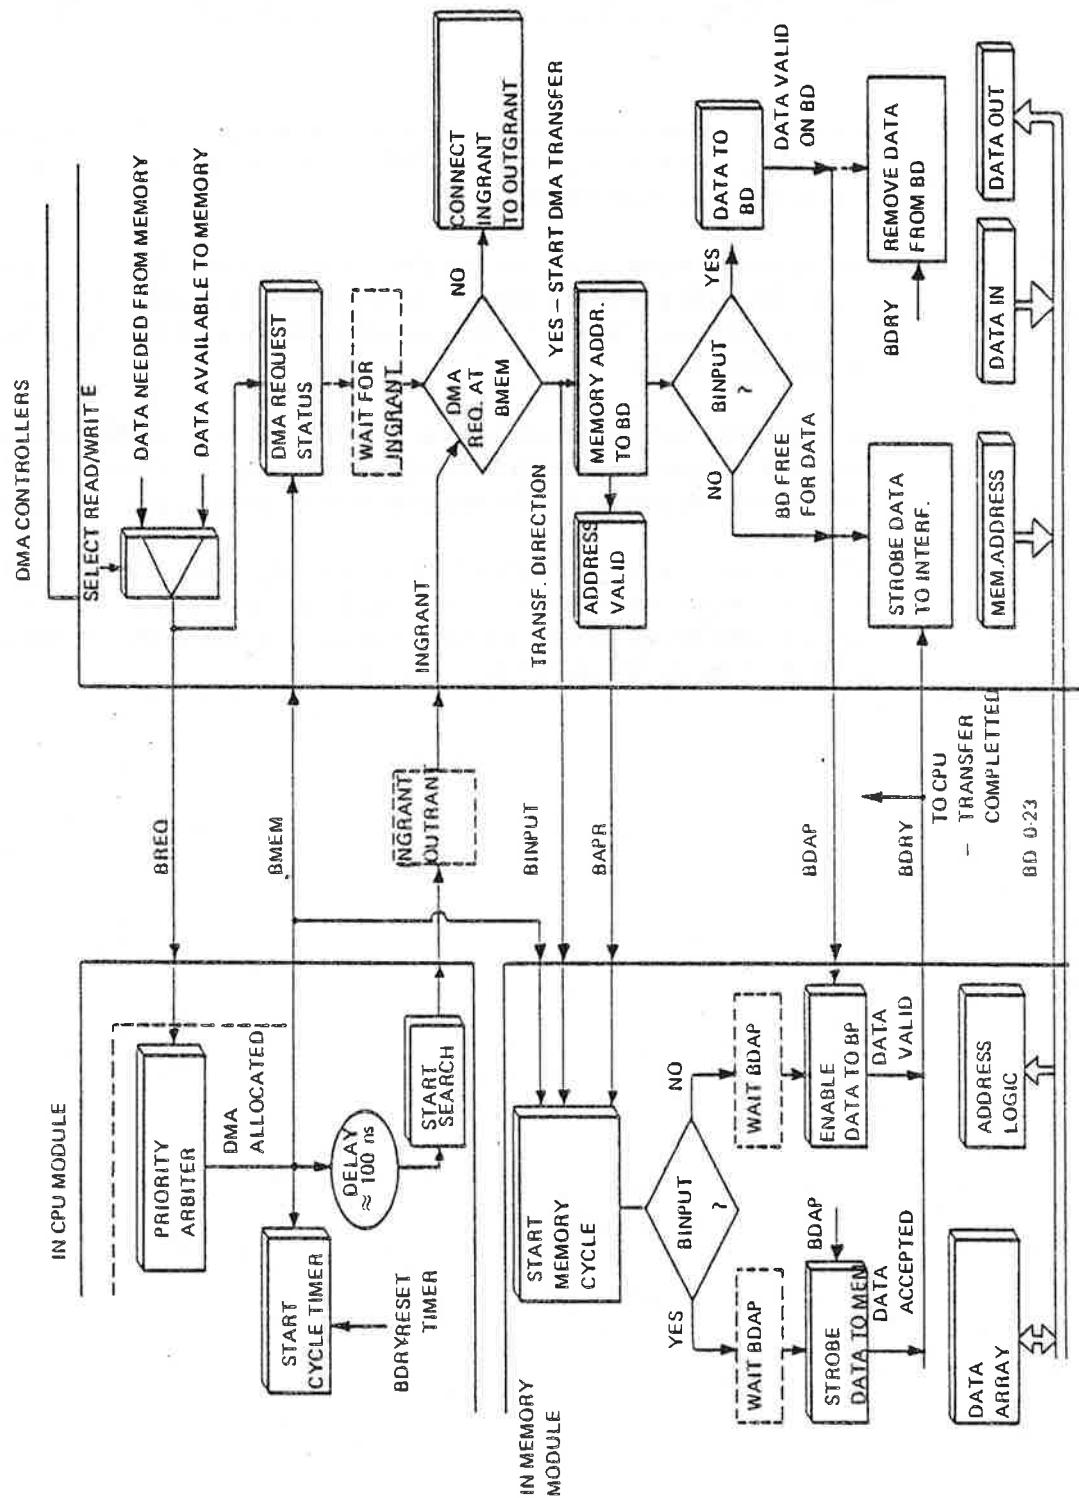 DMA CONTROLLERS
SELECT READ/WRIT E
DATA NEEDED FROM MEMORY
DATA AVAILABLE TO MEMORY
DMA REQUEST
STATUS
WAIT FOR
INGRANT
DMA
REQ. AT
BMEM
NO
CONNECT
INGRANT
TO OUTGRANT
YES – START DMA TRANSFER
INGRANT
TRANSF. DIRECTION
MEMORY ADDR.
TO BD
ADDRESS
VALID
BINPUT
?
YES
DATA TO
BD
DATA VALID
ON BD
NO
BD FREE
FOR DATA
STROBE DATA
TO INTERF.
BDRY
REMOVE DATA
FROM BD
MEM.ADDRESS
DATA IN
DATA OUT
BREQ
BMEM
INGRANT
OUTRANT
BINPUT
BAPR
BDAP
BDRY
TO CPU
– TRANSFER
COMPLETTED
BD 0-23
IN CPU MODULE
PRIORITY
ARBITER
DMA
ALLOCATED
DELAY
≈ 100 ns
START
SEARCH
START
CYCLE TIMER
BDRY-RESET
TIMER
IN MEMORY
MODULE
START
MEMORY
CYCLE
BINPUT
?
YES
NO
WAIT BDAP
WAIT BDAP
BDAP
STROBE
DATA TO MEM
DATA
ACCEPTED
ENABLE
DATA TO BP
DATA
VALID
DATA
ARRAY
ADDRESS
LOGIC